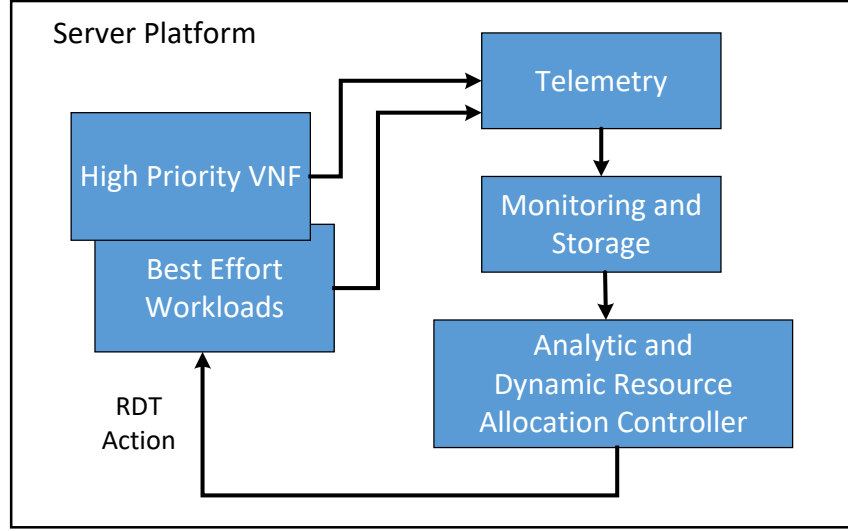 Server Platform
Telemetry
High Priority VNF
Monitoring and
Storage
Best Effort
Workloads
Analytic and
Dynamic Resource
Allocation Controller
RDT
Action